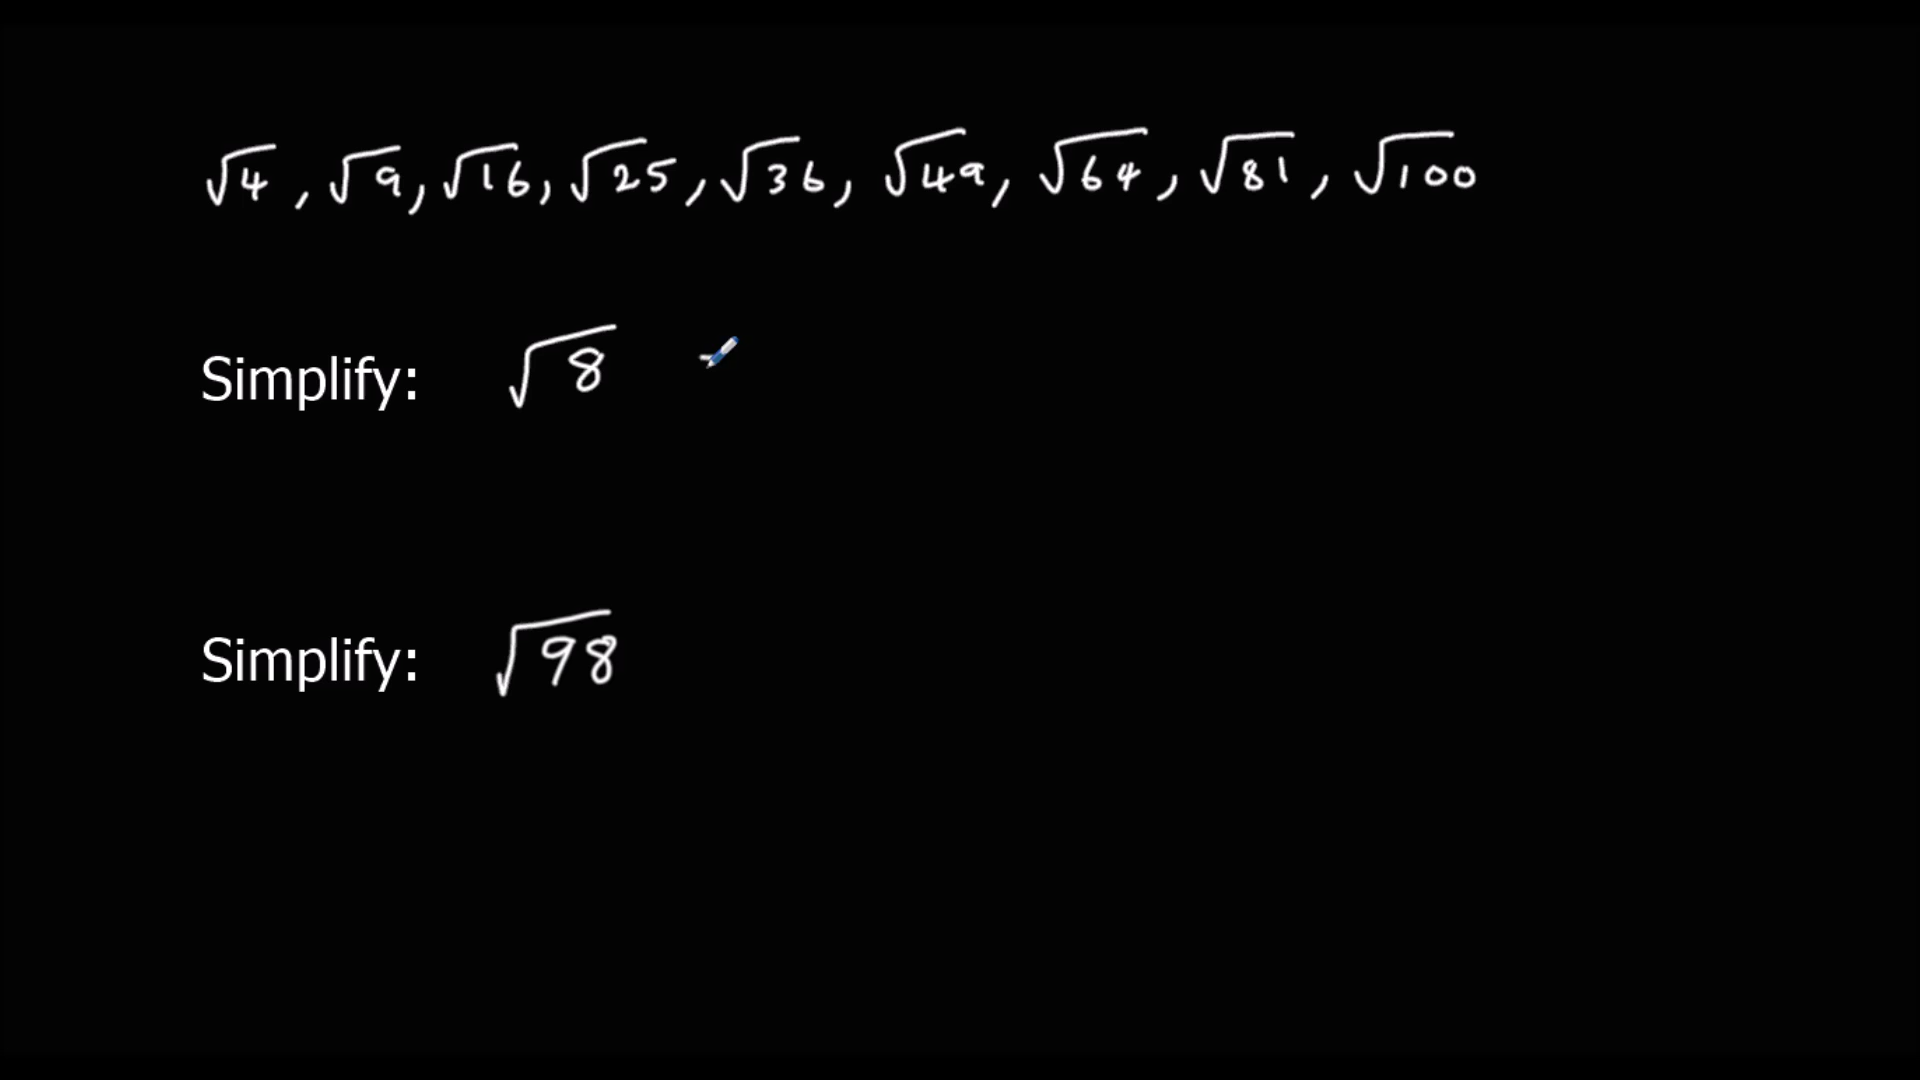 √4 , √9, √16, √25, √36, √49, √64, √81, √100
Simplify: √8
Simplify: √98